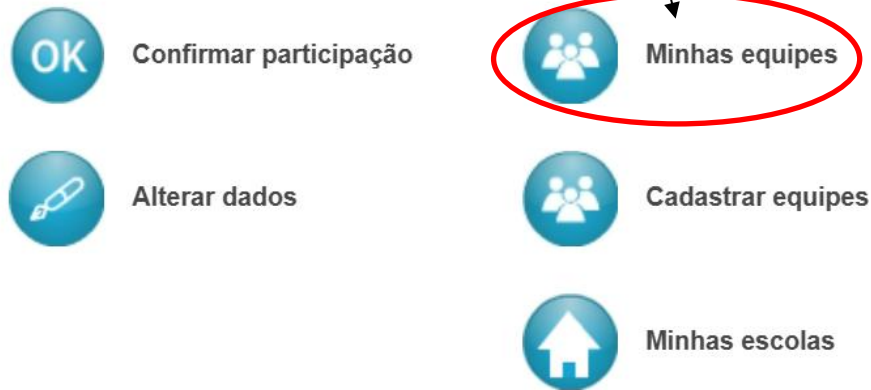 OK Confirmar participação
Minhas equipes
Alterar dados
Cadastrar equipes
Minhas escolas